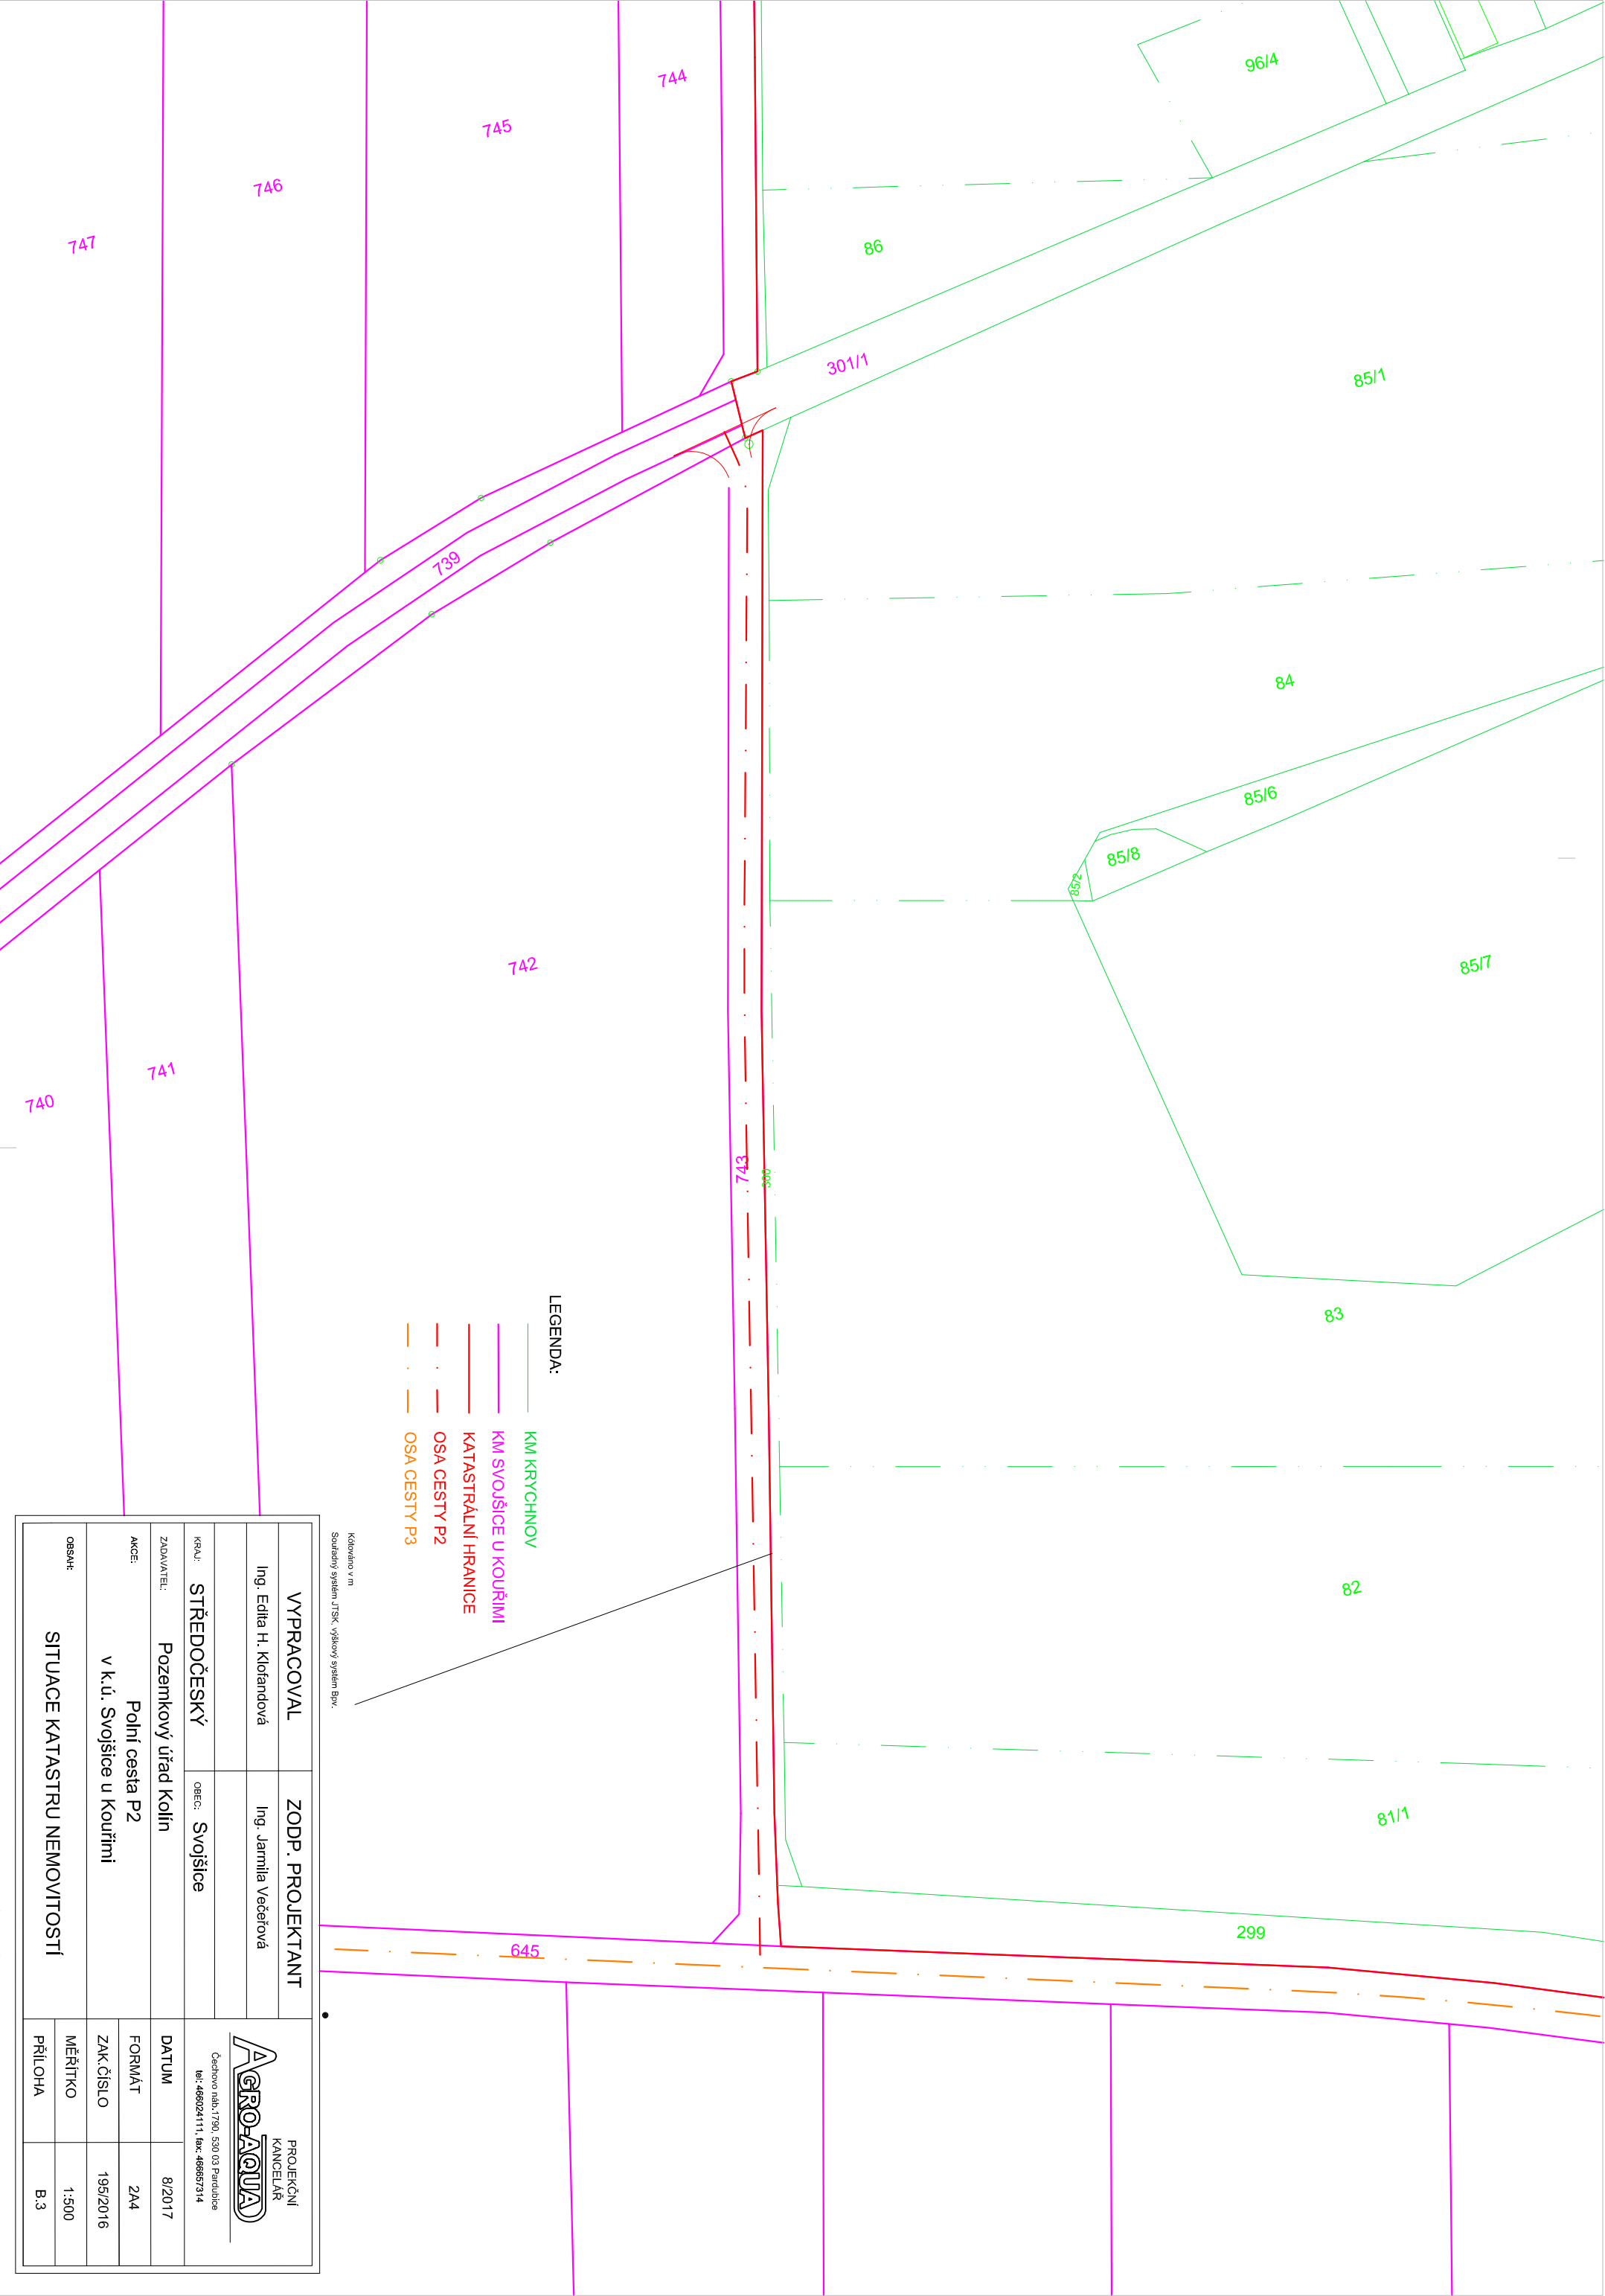 744
745
746
747
96/4
86
301/1
85/1
739
84
85/6
85/8
85/2
85/7
742
741
740
743
83
82
81/1
299
645
LEGENDA:
KM KRYCHNOV
KM SVOJŠICE U KOUŘIMI
KATASTRÁLNÍ HRANICE
OSA CESTY P2
OSA CESTY P3
Kótováno v m
Souřadný systém JTSK, výškový systém Bpv.
VYPRACOVAL
ZODP. PROJEKTANT
Ing. Edita H. Klofandová
Ing. Jarmila Večeřová
KRAJ: STŘEDOČESKÝ
OBEC: Svojšice
ZADAVATEL: Pozemkový úřad Kolín
AKCE: Polní cesta P2
v k.ú. Svojšice u Kouřimi
OBSAH:
SITUACE KATASTRU NEMOVITOSTÍ
PROJEKČNÍ
KANCELÁŘ
AGRO-AQUA
Čechovo náb.1790, 530 03 Pardubice
tel: 466024111, fax: 466657314
DATUM 8/2017
FORMÁT 2A4
ZAK.ČÍSLO 195/2016
MĚŘÍTKO 1:500
PŘÍLOHA B.3